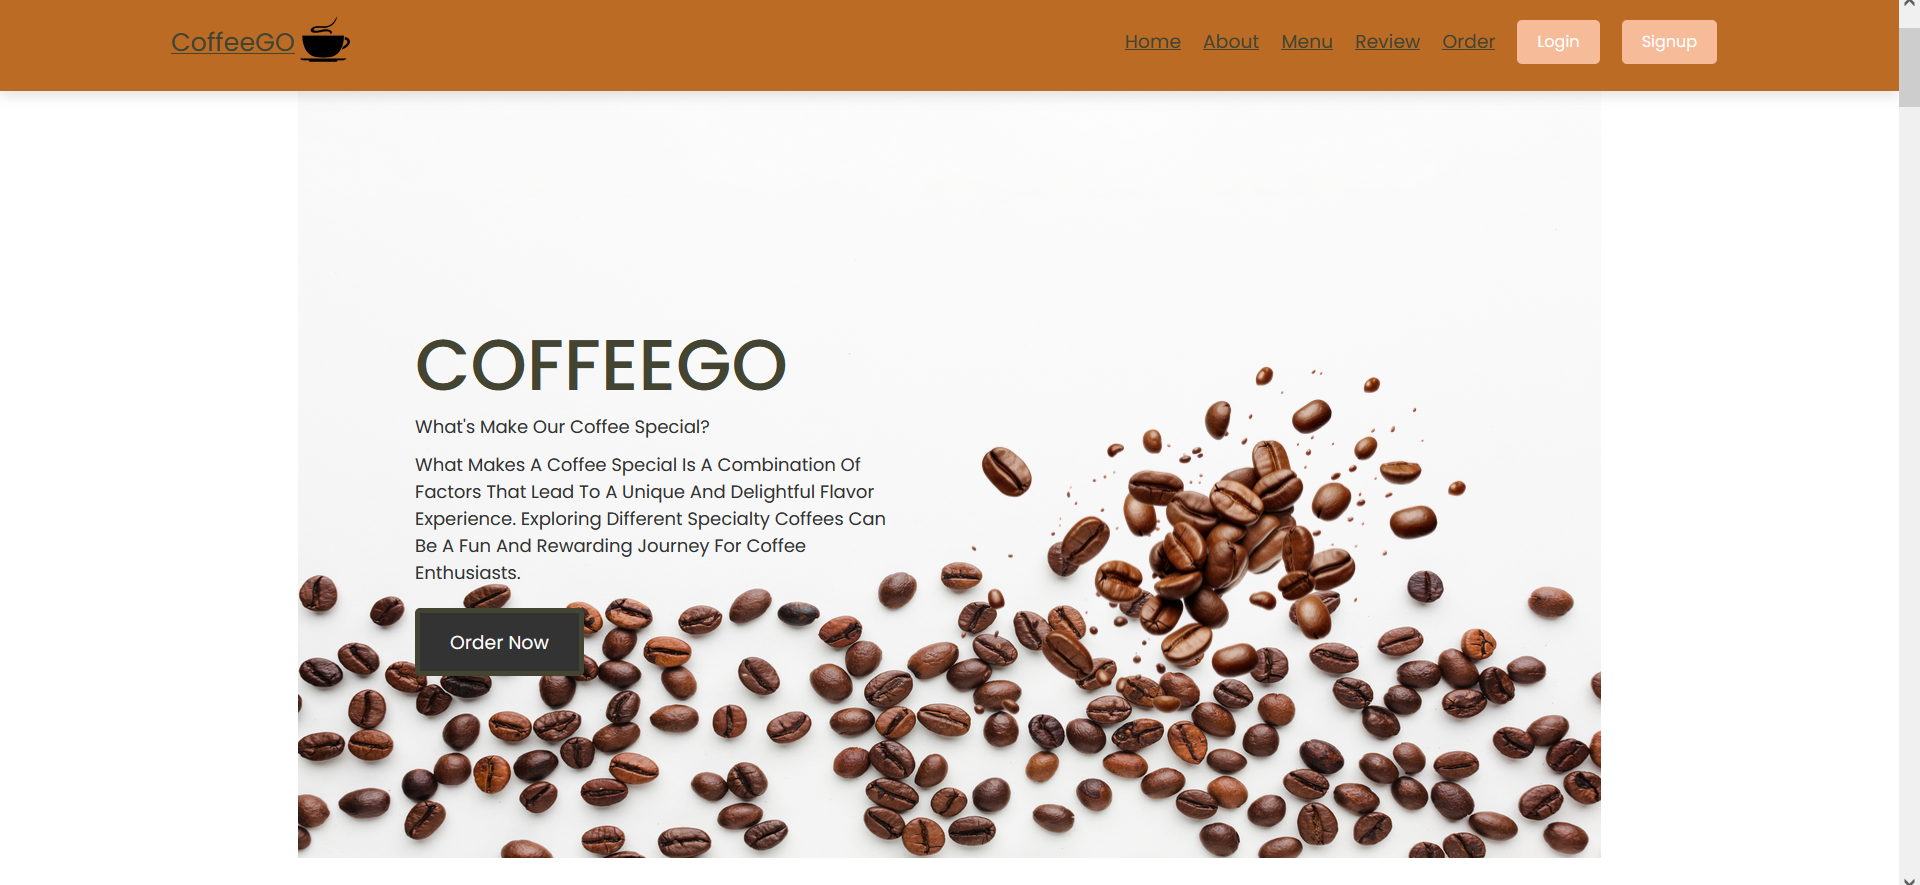 CoffeeGO
Home About Menu Review Order Login Signup
COFFEEGO
What's Make Our Coffee Special?
What Makes A Coffee Special Is A Combination Of
Factors That Lead To A Unique And Delightful Flavor
Experience. Exploring Different Specialty Coffees Can
Be A Fun And Rewarding Journey For Coffee
Enthusiasts.
Order Now